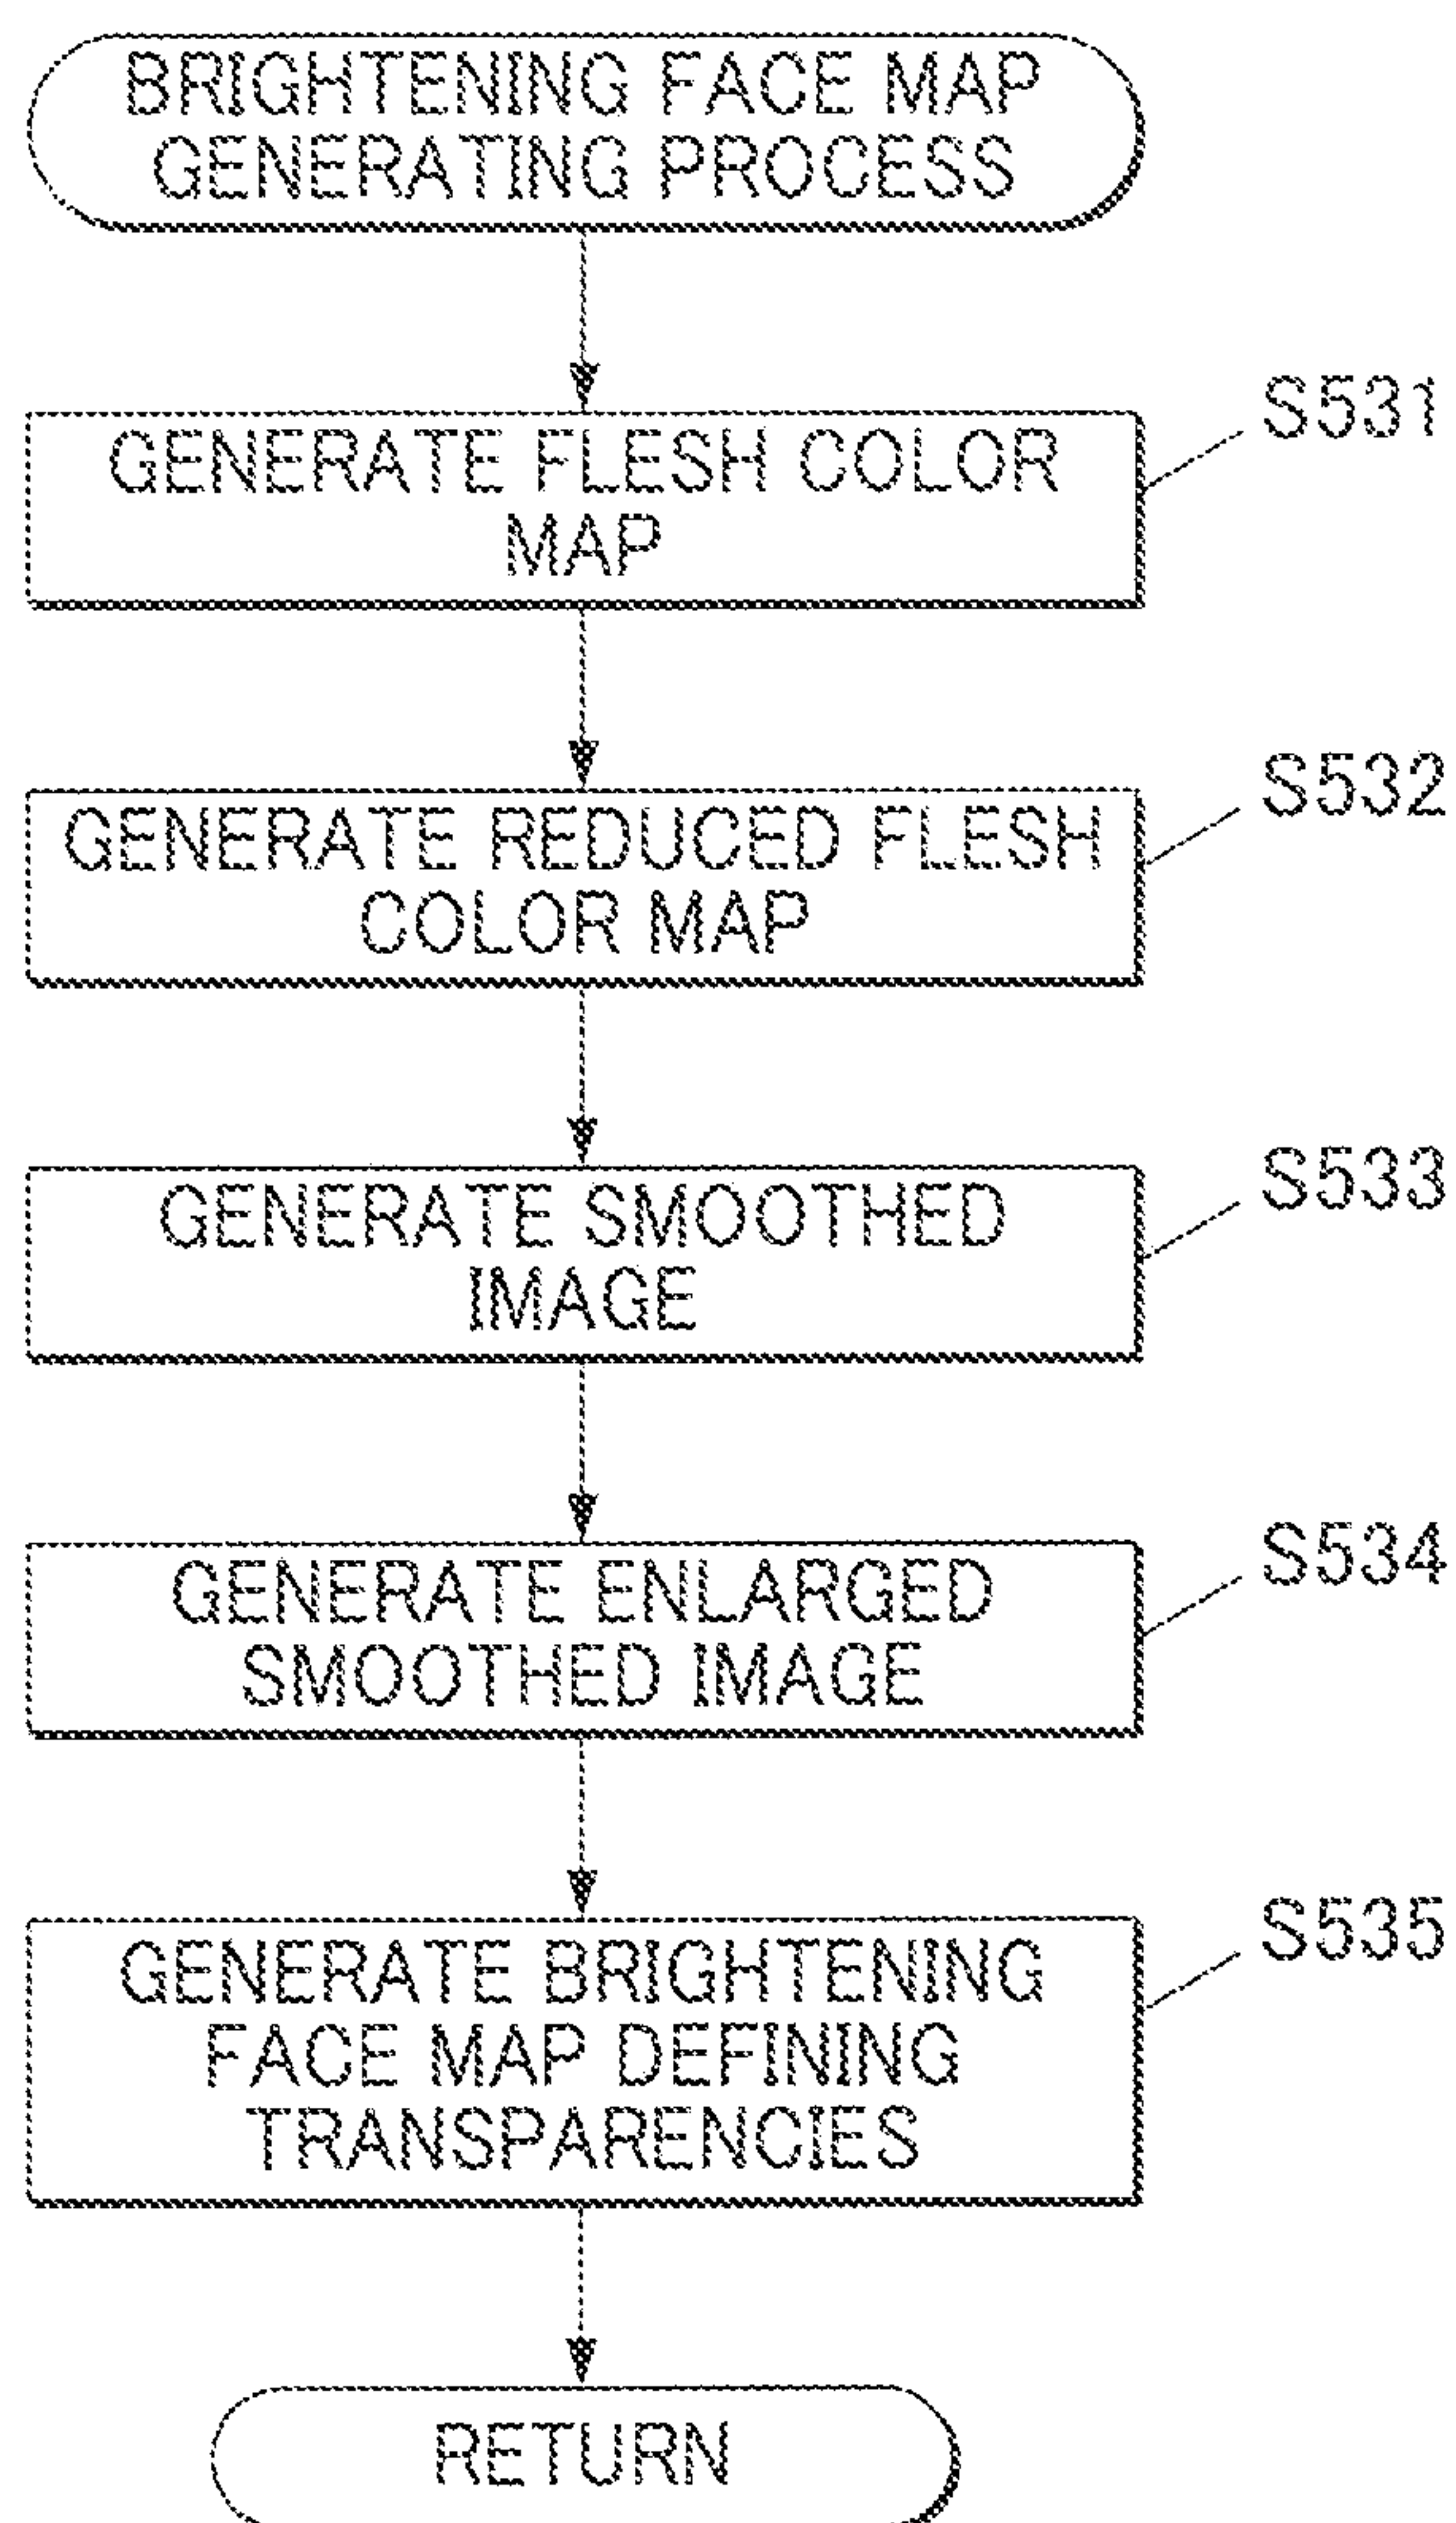 BRIGHTENING FACE MAP
GENERATING PROCESS
GENERATE FLESH COLOR
MAP
S531
GENERATE REDUCED FLESH
COLOR MAP
S532
GENERATE SMOOTHED
IMAGE
S533
GENERATE ENLARGED
SMOOTHED IMAGE
S534
GENERATE BRIGHTENING
FACE MAP DEFINING
TRANSPARENCIES
S535
RETURN